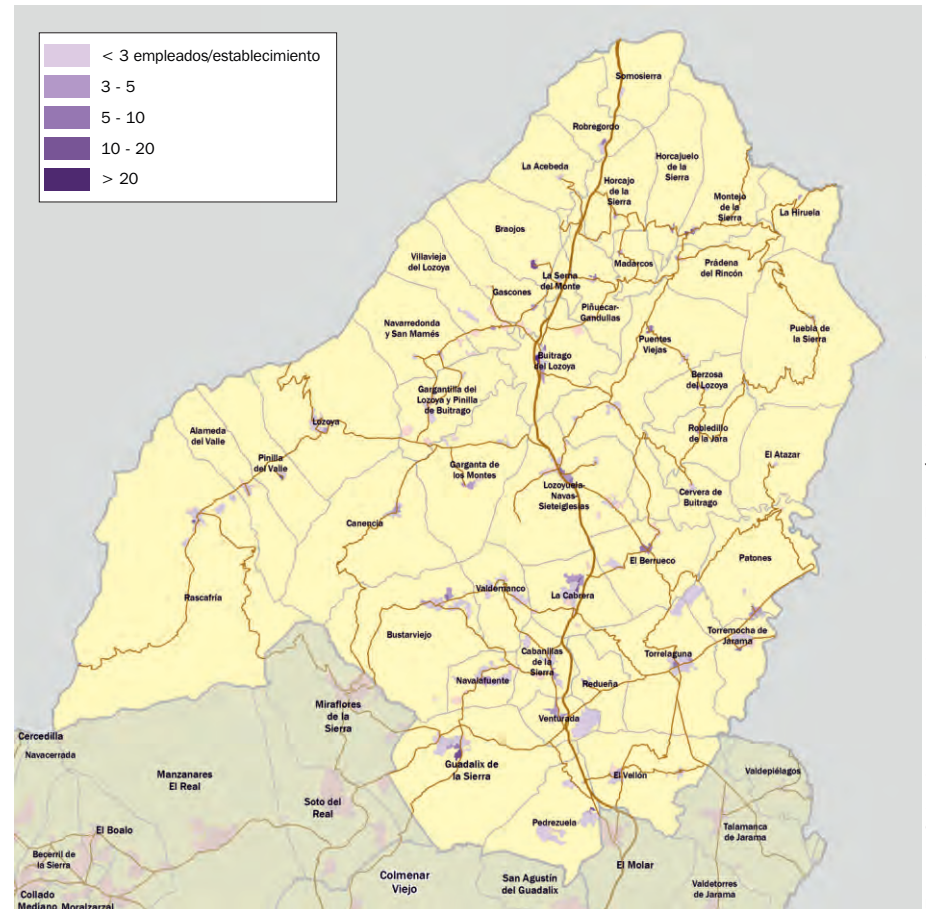 < 3 empleados/establecimiento
3 - 5
5 - 10
10 - 20
> 20
Somosierra
Robregordo
La Acebeda
Horcajuelo
de la
Sierra
Horcajo
de la
Sierra
Montejo
de la
Sierra
La Hiruela
Braojos
Villavieja
del Lozoya
Madarcos
Prádena
del Rincón
La Serna
del Monte
Gascones
Piñuecar-
Gandullas
Navarredonda
y San Mamés
Puentes
Viejas
Puebla de
la Sierra
Buitrago
del Lozoya
Berzosa
del Lozoya
Gargantilla del
Lozoya y Pinilla
de Buitrago
Lozoya
Alameda
del Valle
Robledillo
de la Jara
Pinilla
del Valle
El Atazar
Garganta de
los Montes
Lozoyuela-
Navas-
Sieteiglesias
Cervera de
Buitrago
Canencia
El Berrueco
Patones
Rascafría
Valdemanco
La Cabrera
Bustarviejo
Torremocha de
Jarama
Cabanillas
de la
Sierra
Torrelaguna
Navalafuente
Redueña
Miraflores
de la
Sierra
Venturada
Cercedilla
Navacerrada
Guadalix de
la Sierra
El Vellón
Valdepiélagos
Manzanares
El Real
Soto del
Real
Pedrezuela
El Boalo
Talamanca
de Jarama
Becerril de
la Sierra
El Molar
Colmenar
Viejo
San Agustín
del Guadalix
Valdetorres
de Jarama
Collado
Mediano
Moralzarzal